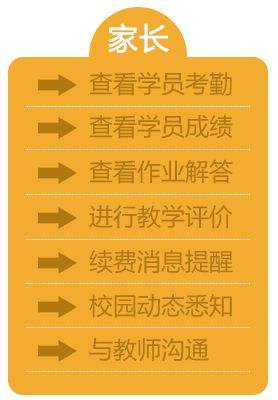 家长
查看学员考勤
查看学员成绩
查看作业解答
进行教学评价
续费消息提醒
校园动态悉知
与教师沟通